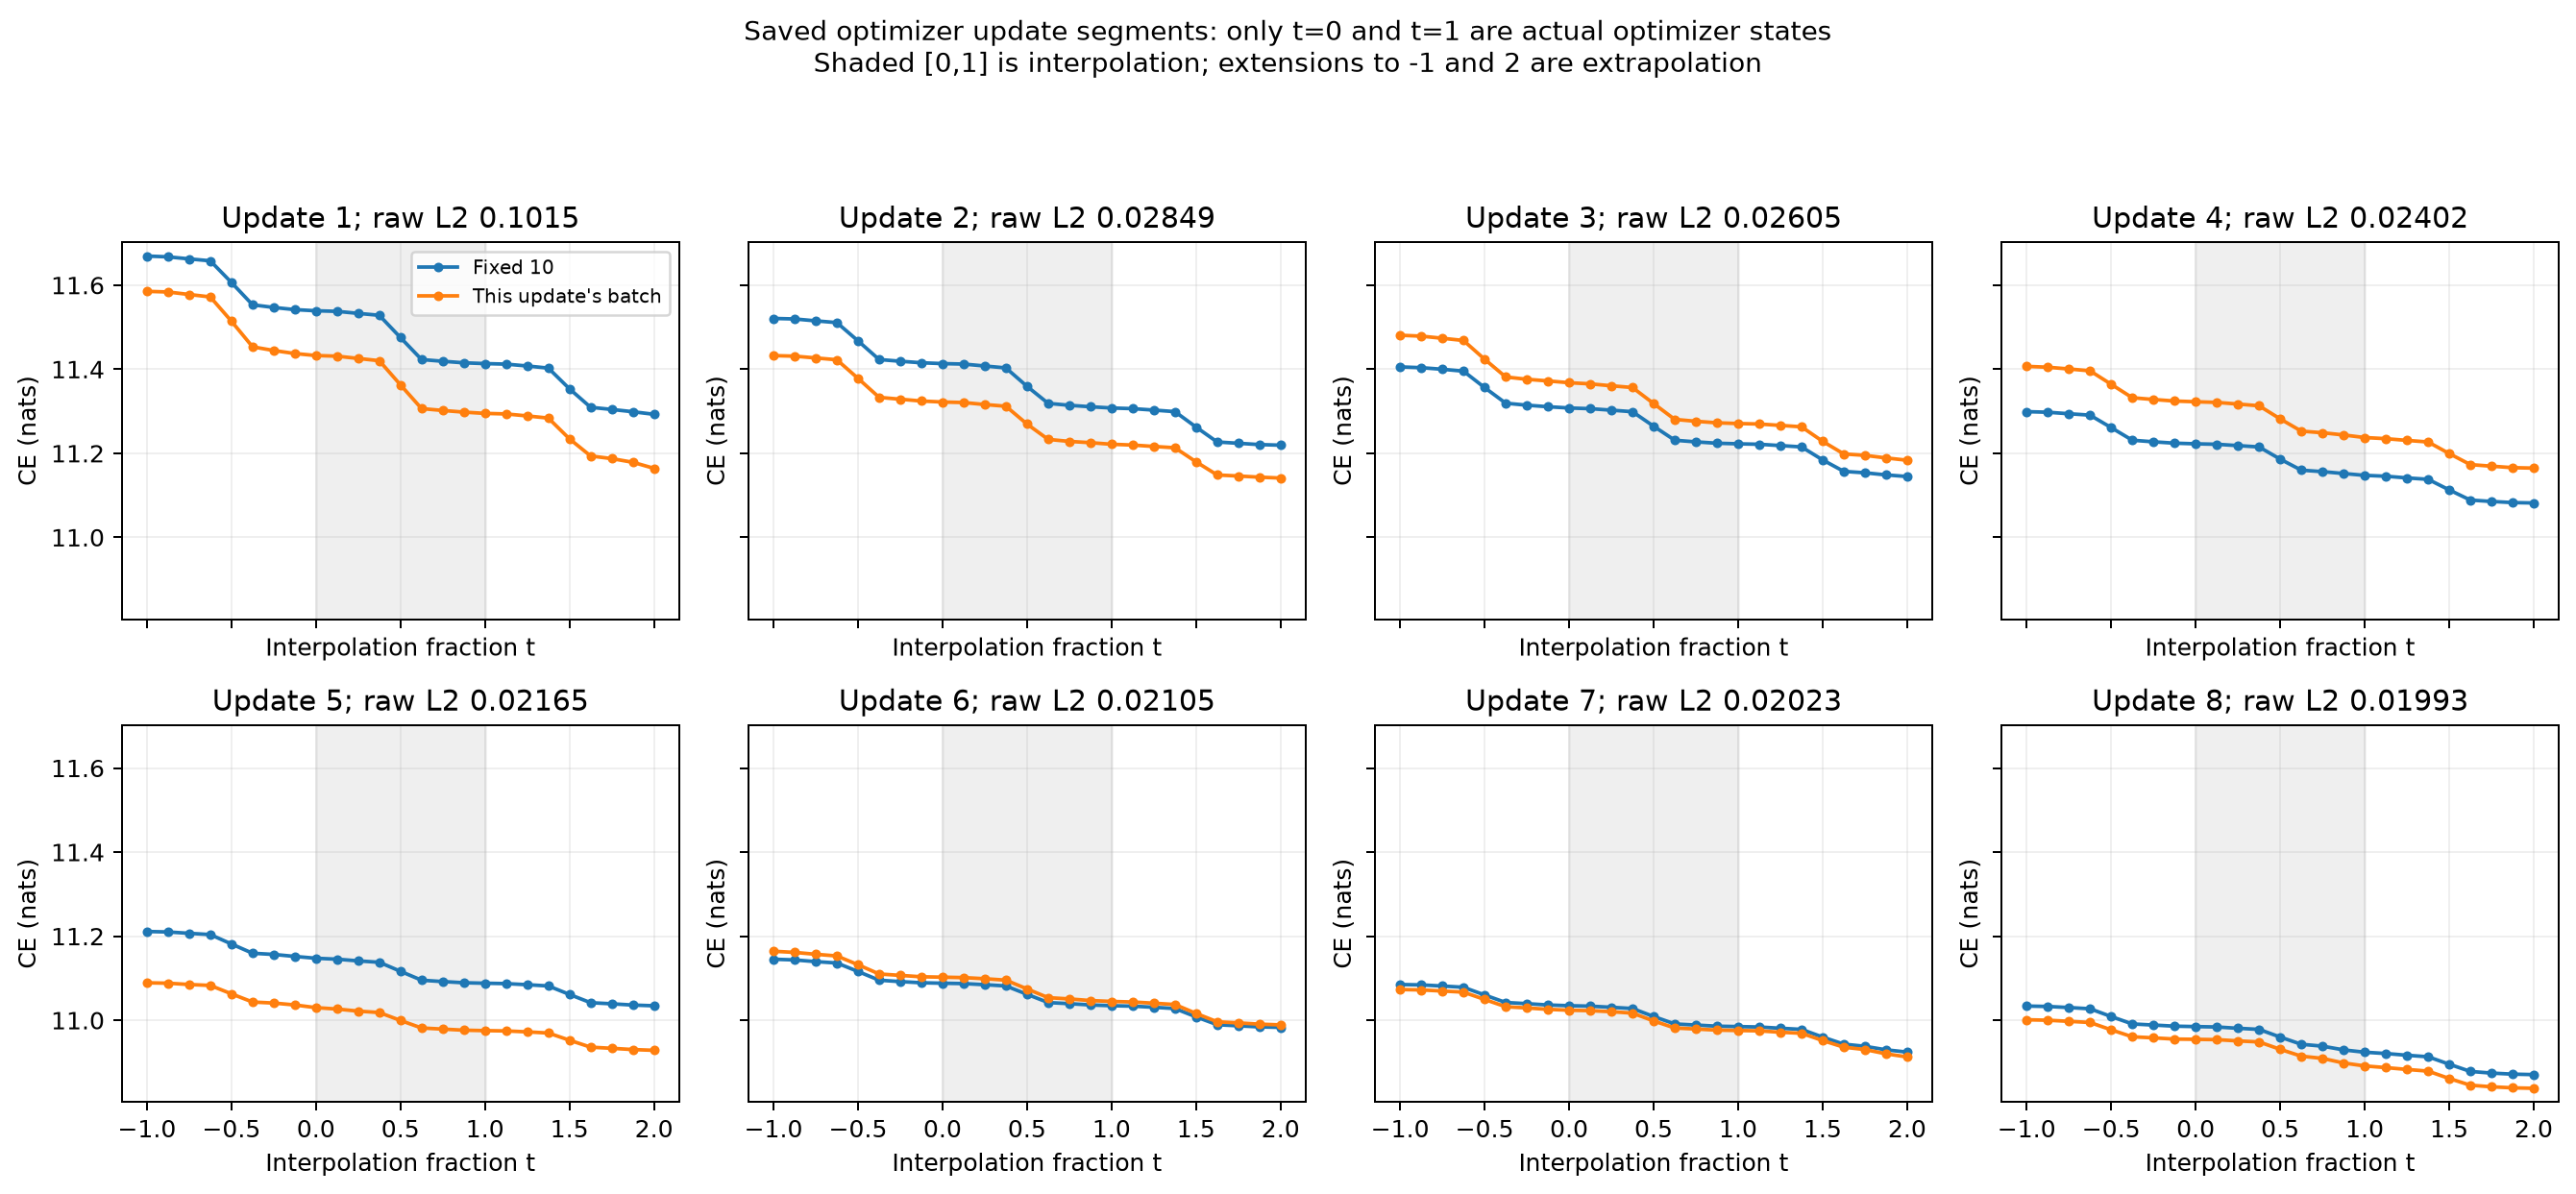 Saved optimizer update segments: only t=0 and t=1 are actual optimizer states
Shaded [0,1] is interpolation; extensions to -1 and 2 are extrapolation
Update 1; raw L2 0.1015
Update 2; raw L2 0.02849
Update 3; raw L2 0.02605
Update 4; raw L2 0.02402
Fixed 10
This update's batch
11.6
11.4
11.2
11.0
CE (nats)
CE (nats)
CE (nats)
CE (nats)
Interpolation fraction t
Interpolation fraction t
Interpolation fraction t
Interpolation fraction t
Update 5; raw L2 0.02165
Update 6; raw L2 0.02105
Update 7; raw L2 0.02023
Update 8; raw L2 0.01993
11.6
11.4
11.2
11.0
CE (nats)
CE (nats)
CE (nats)
CE (nats)
−1.0 −0.5 0.0 0.5 1.0 1.5 2.0
−1.0 −0.5 0.0 0.5 1.0 1.5 2.0
−1.0 −0.5 0.0 0.5 1.0 1.5 2.0
−1.0 −0.5 0.0 0.5 1.0 1.5 2.0
Interpolation fraction t
Interpolation fraction t
Interpolation fraction t
Interpolation fraction t